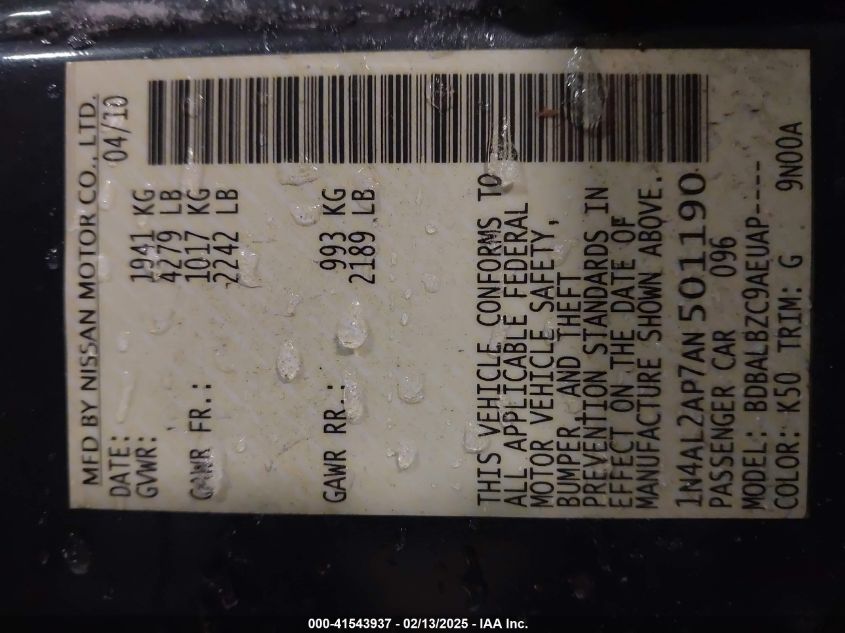 MFD BY NISSAN MOTOR CO., LTD.
DATE: 04/10
GVWR: 1941 KG
4279 LB
GAWR FR.: 1017 KG
2242 LB
GAWR RR.: 993 KG
2189 LB
THIS VEHICLE CONFORMS TO
ALL APPLICABLE FEDERAL
MOTOR VEHICLE SAFETY,
BUMPER, AND THEFT
PREVENTION STANDARDS IN
EFFECT ON THE DATE OF
MANUFACTURE SHOWN ABOVE.
1N4AL2AP7AN501190
PASSENGER CAR 096
MODEL: BDBALBZC9AEUAP-----
COLOR: K50 TRIM: G 9N00A
000-41543937 - 02/13/2025 - IAA Inc.